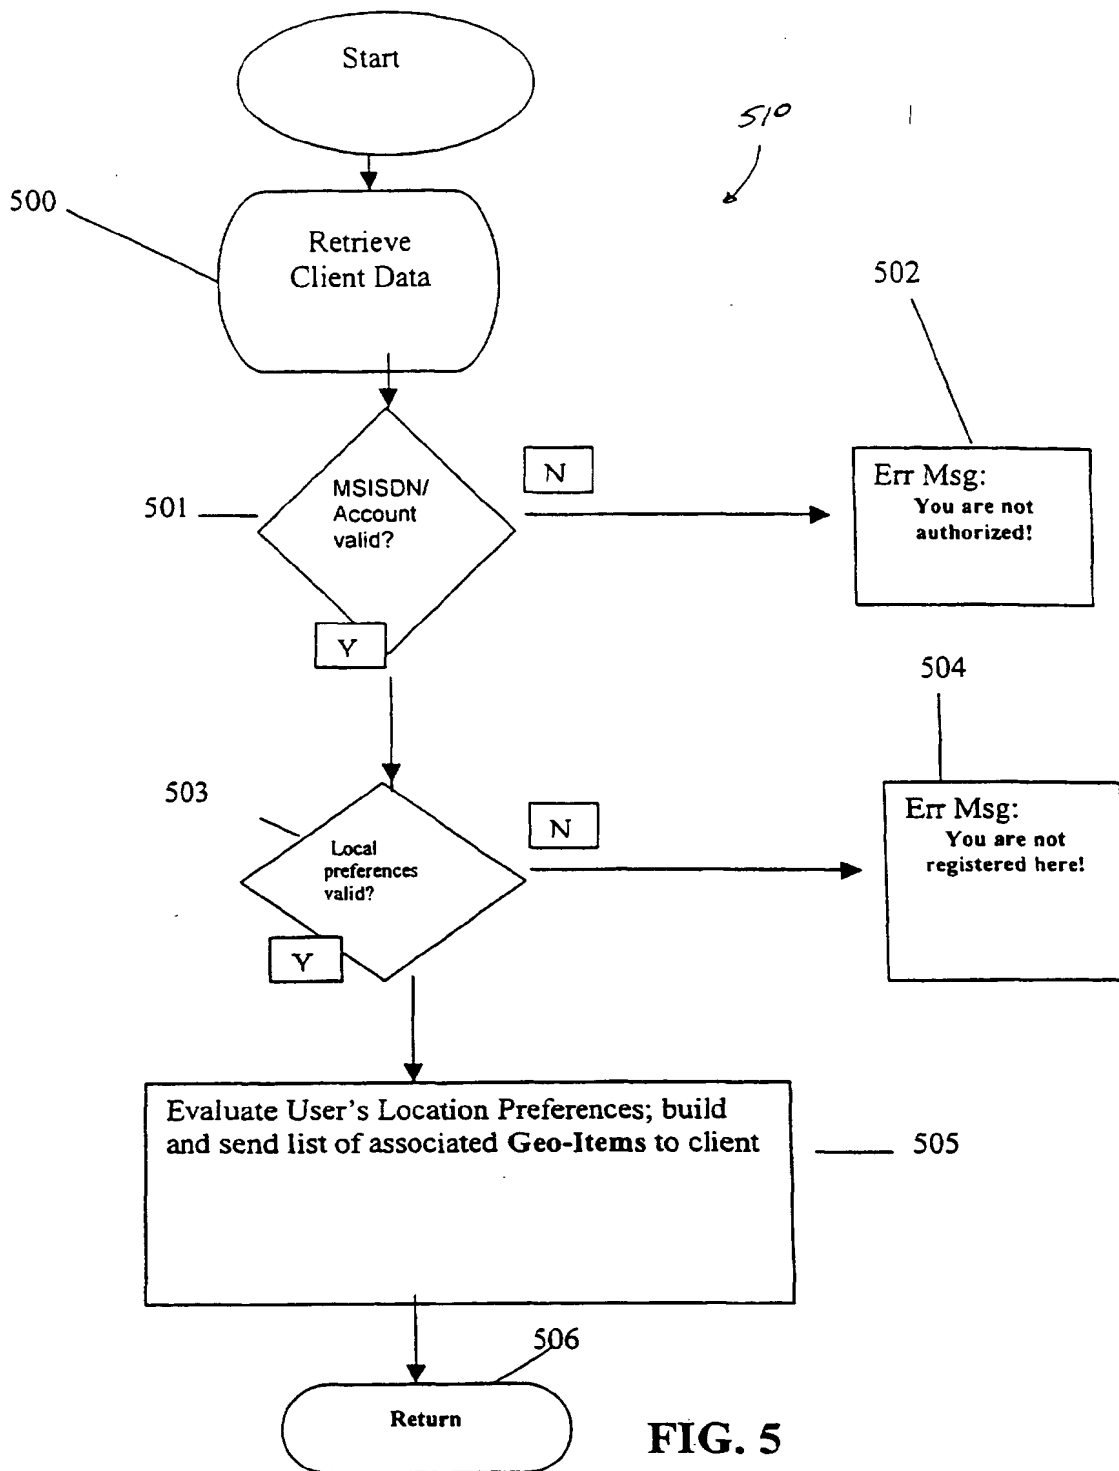 Start
510
500
Retrieve
Client Data
502
501
MSISDN/
Account
valid?
N
Err Msg:
You are not
authorized!
Y
504
503
Local
preferences
valid?
N
Err Msg:
You are not
registered here!
Y
Evaluate User's Location Preferences; build
and send list of associated Geo-Items to client
505
506
Return
FIG. 5